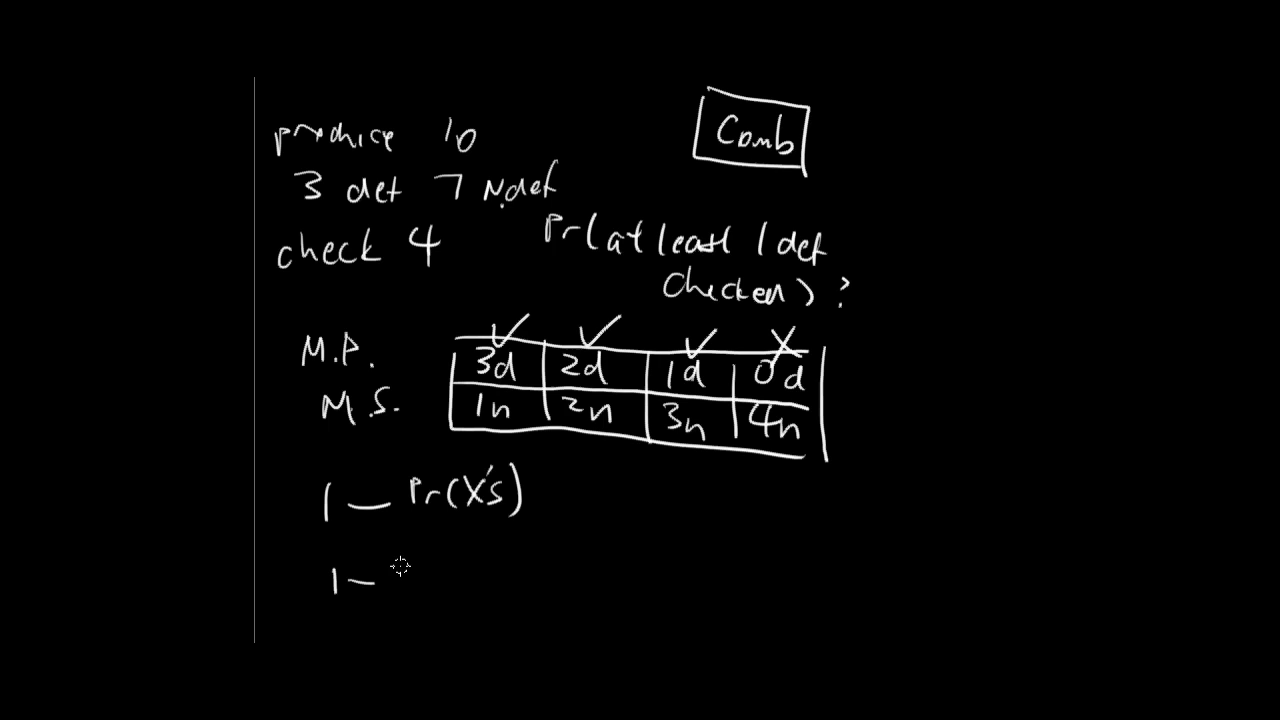 produce 10
Comb
3 def 7 N.def
check 4 Pr(at least 1 def
checked)?
M.P.
M.S.
✓ ✓ ✓ X
3d 2d 1d 0d
1n 2n 3n 4n
1 — Pr(X's)
1 —